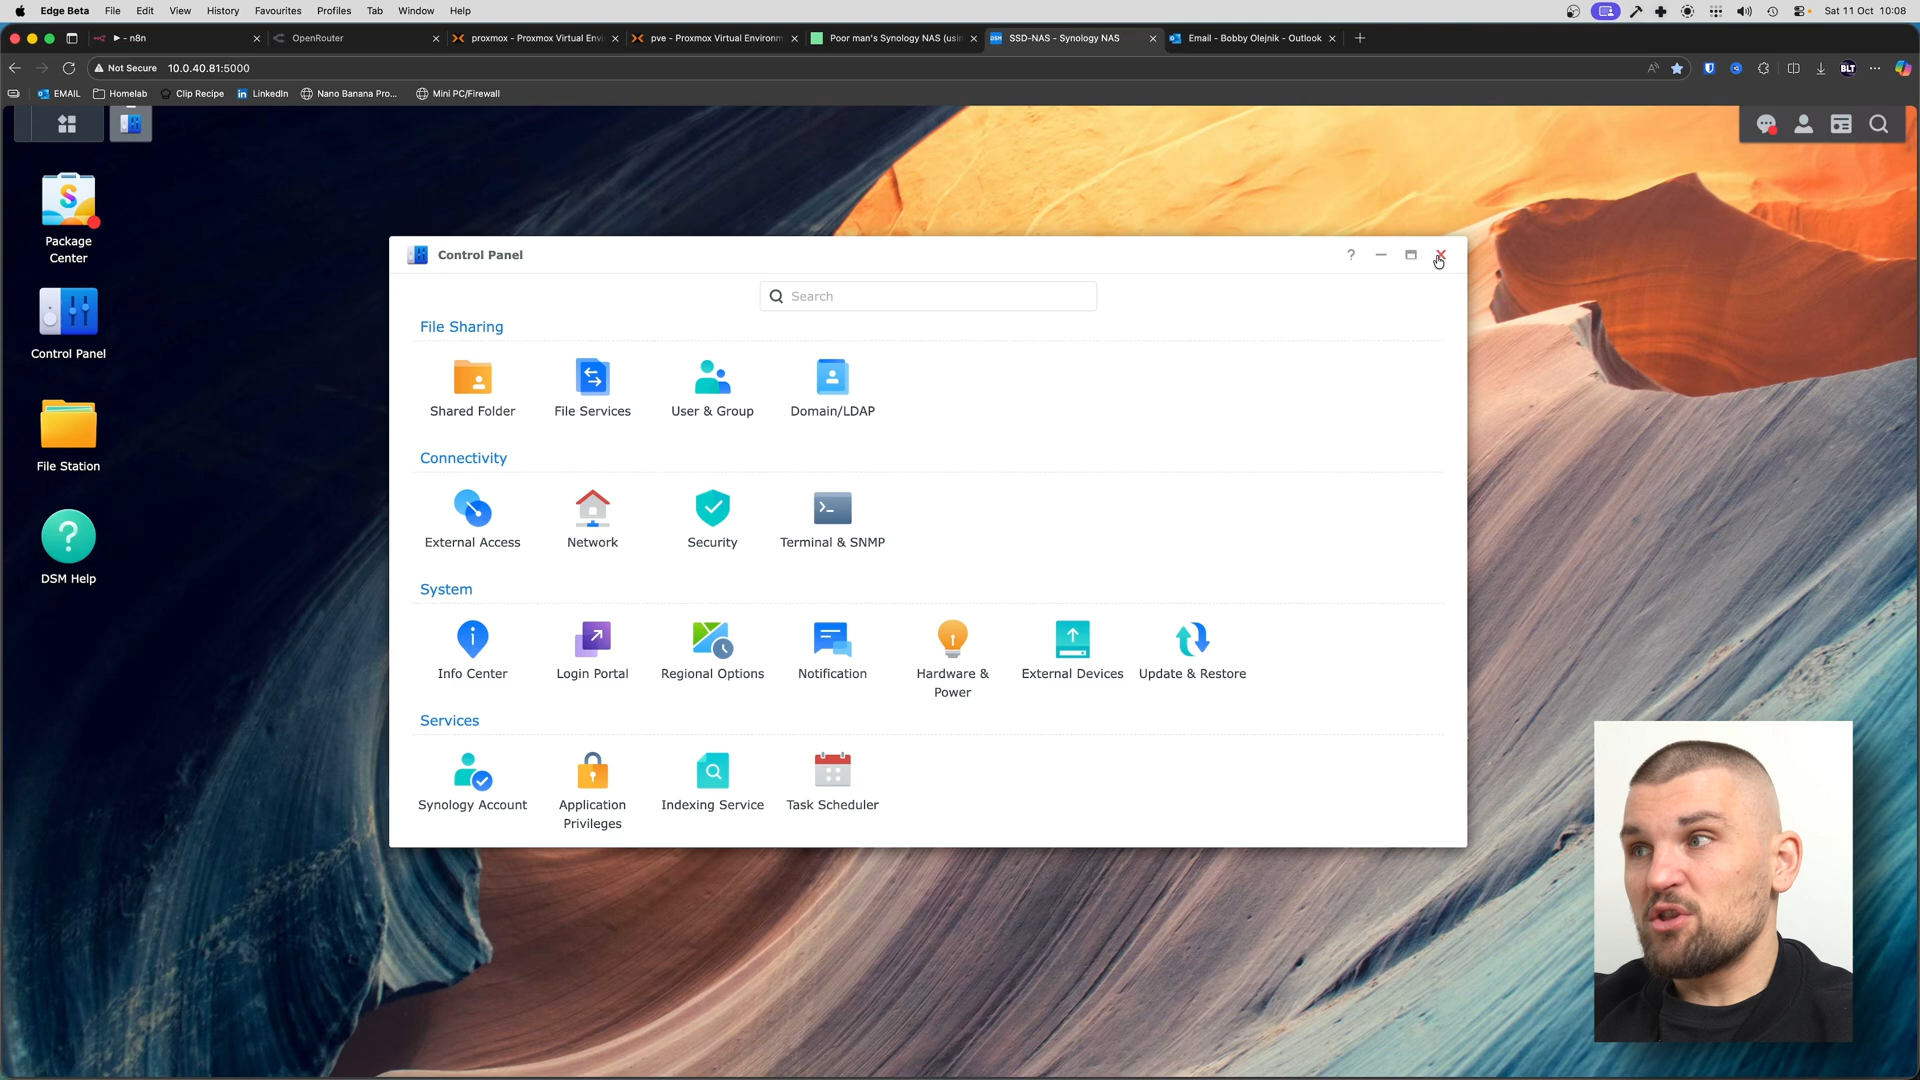 Edge Beta File Edit View History Favourites Profiles Tab Window Help Sat 11 Oct 10:08
- n8n OpenRouter proxmox - Proxmox Virtual Envi pve - Proxmox Virtual Environm Poor man's Synology NAS (usin SSD-NAS - Synology NAS Email - Bobby Olejnik - Outlook
Not Secure 10.0.40.81:5000 BLT
EMAIL Homelab Clip Recipe LinkedIn Nano Banana Pro... Mini PC/Firewall
Package
Center
Control Panel
File Station
DSM Help
Control Panel
Search
File Sharing
Shared Folder File Services User & Group Domain/LDAP
Connectivity
External Access Network Security Terminal & SNMP
System
Info Center Login Portal Regional Options Notification Hardware & External Devices Update & Restore
Power
Services
Synology Account Application Indexing Service Task Scheduler
Privileges